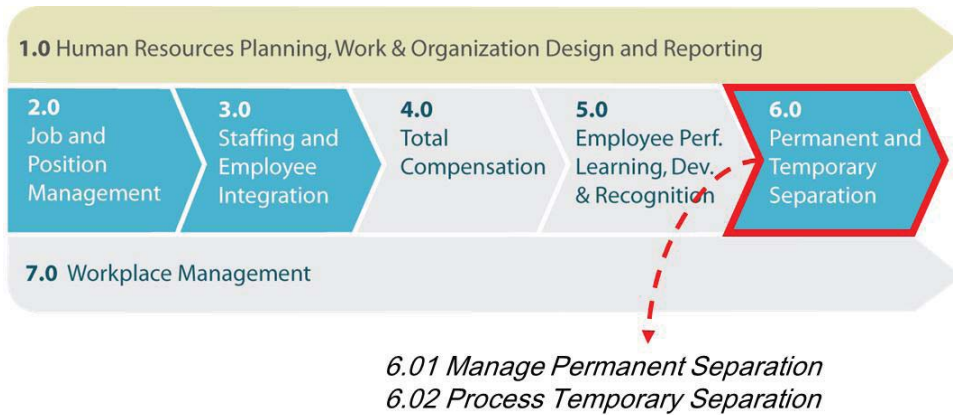 1.0 Human Resources Planning, Work & Organization Design and Reporting
2.0
Job and
Position
Management
3.0
Staffing and
Employee
Integration
4.0
Total
Compensation
5.0
Employee Perf.
Learning, Dev.
& Recognition
6.0
Permanent and
Temporary
Separation
7.0 Workplace Management
6.01 Manage Permanent Separation
6.02 Process Temporary Separation